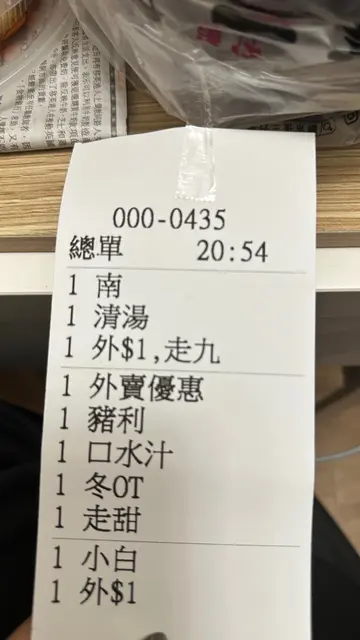 000-0435
總單 20:54
1 南
1 清湯
1 外$1,走九
1 外賣優惠
1 豬利
1 口水汁
1 冬OT
1 走甜
1 小白
1 外$1